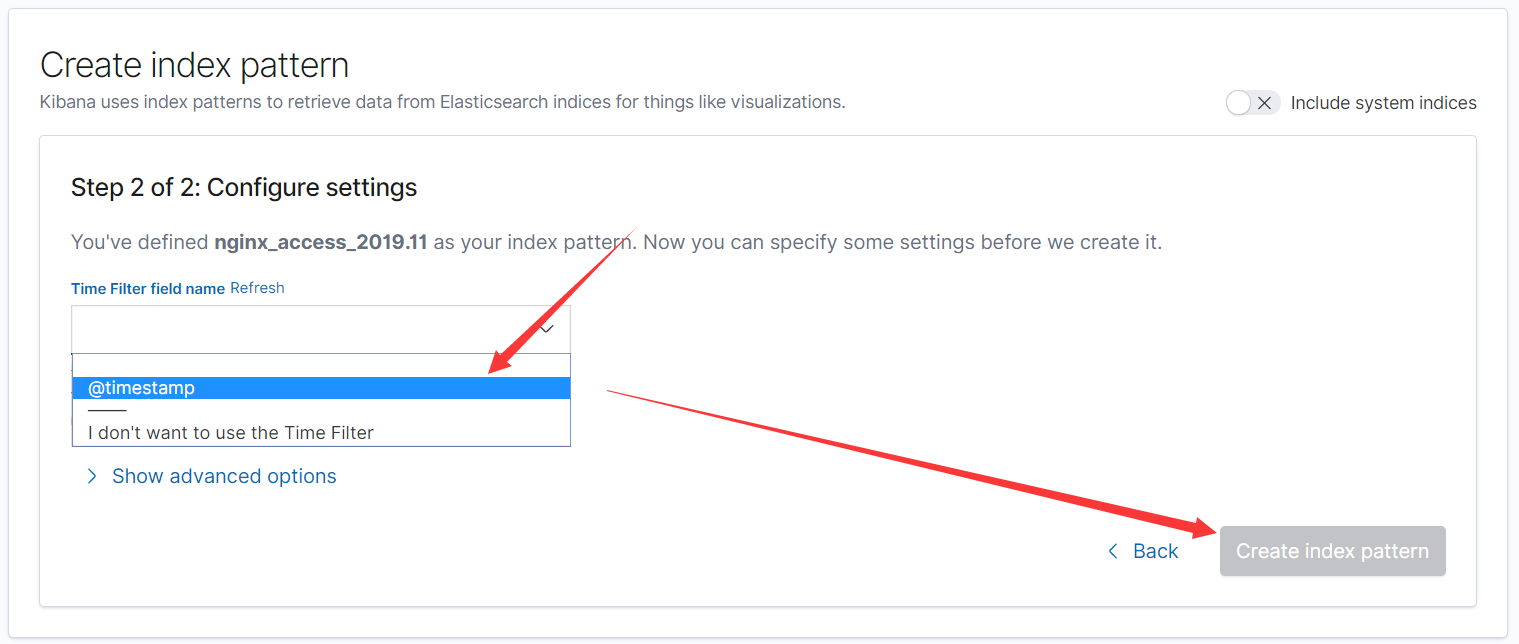 Create index pattern
Kibana uses index patterns to retrieve data from Elasticsearch indices for things like visualizations.
Include system indices
Step 2 of 2: Configure settings
You've defined nginx_access_2019.11 as your index pattern. Now you can specify some settings before we create it.
Time Filter field name Refresh
@timestamp
I don't want to use the Time Filter
Show advanced options
Back
Create index pattern